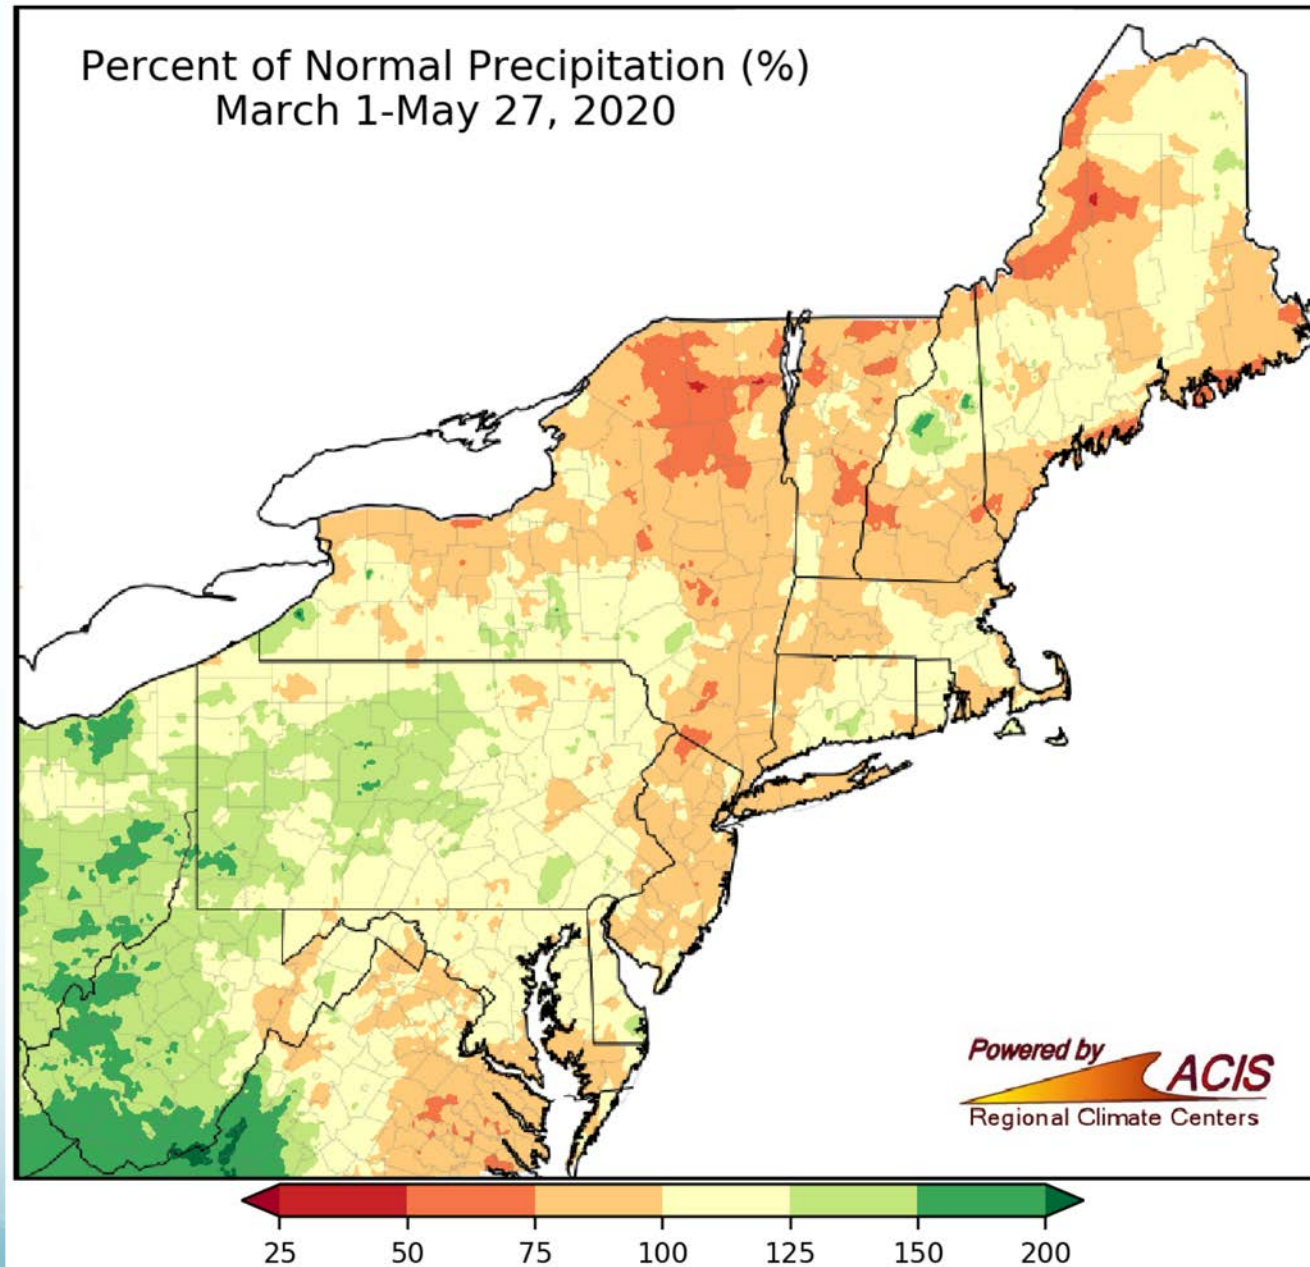 Percent of Normal Precipitation (%)
March 1-May 27, 2020
Powered by
ACIS
Regional Climate Centers
25 50 75 100 125 150 200